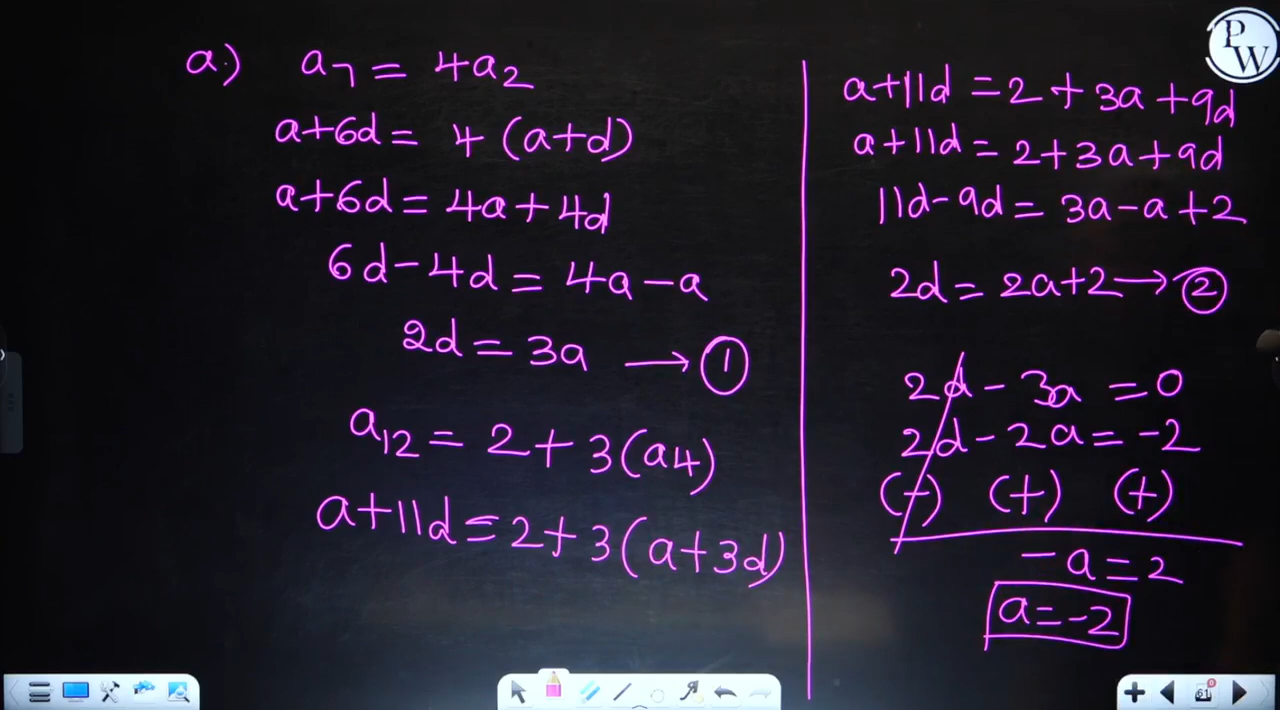 a.) a7 = 4a2
a+6d = 4(a+d)
a+6d = 4a+4d
6d-4d = 4a-a
2d = 3a → ①
a12 = 2+3(a4)
a+11d = 2+3(a+3d)
a+11d = 2+3a+9d
a+11d = 2+3a+9d
11d-9d = 3a-a+2
2d = 2a+2 → ②
2d - 3a = 0
2d - 2a = -2
(-) (+) (+)
-a = 2
a = -2
PW
61